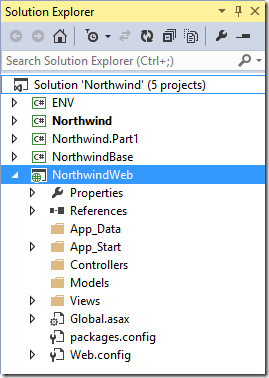 Solution Explorer
Search Solution Explorer (Ctrl+;)
Solution 'Northwind' (5 projects)
C# ENV
C# Northwind
C# Northwind.Part1
C# NorthwindBase
NorthwindWeb
Properties
References
App_Data
App_Start
Controllers
Models
Views
Global.asax
packages.config
Web.config